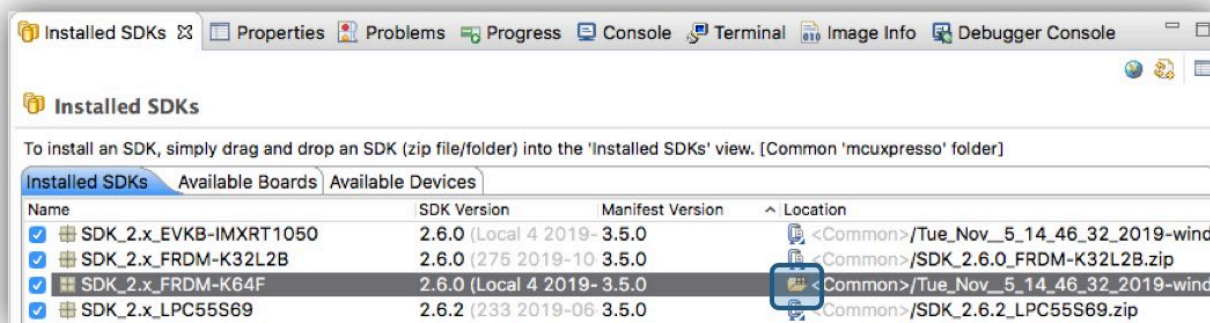 Installed SDKs Properties Problems Progress Console Terminal Image Info Debugger Console
Installed SDKs
To install an SDK, simply drag and drop an SDK (zip file/folder) into the 'Installed SDKs' view. [Common 'mcuxpresso' folder]
Installed SDKs Available Boards Available Devices
Name SDK Version Manifest Version Location
SDK_2.x_EVKB-IMXRT1050 2.6.0 (Local 4 2019- 3.5.0 <Common>/Tue_Nov__5_14_46_32_2019-wind
SDK_2.x_FRDM-K32L2B 2.6.0 (275 2019-10 3.5.0 <Common>/SDK_2.6.0_FRDM-K32L2B.zip
SDK_2.x_FRDM-K64F 2.6.0 (Local 4 2019- 3.5.0 <Common>/Tue_Nov__5_14_46_32_2019-wind
SDK_2.x_LPC55S69 2.6.2 (233 2019-06 3.5.0 <Common>/SDK_2.6.2_LPC55S69.zip